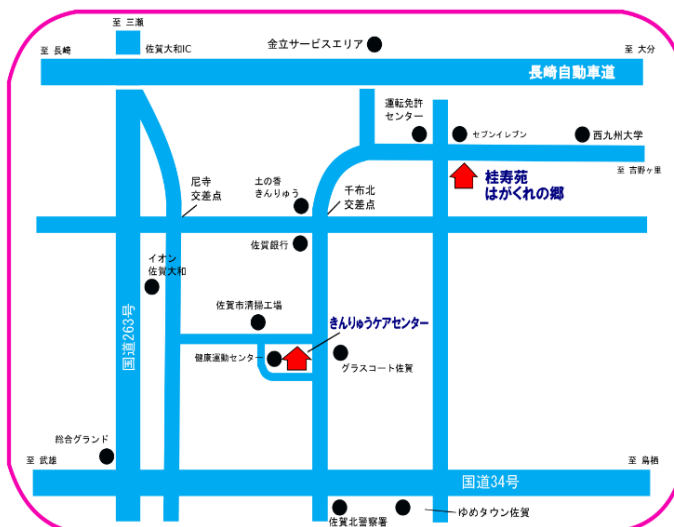 至 三瀬
至 長崎
佐賀大和IC
金立サービスエリア
至 大分
長崎自動車道
運転免許
センター
セブンイレブン
西九州大学
至 吉野ヶ里
桂寿苑
はがくれの郷
尼寺
交差点
土の香
きんりゅう
千布北
交差点
佐賀銀行
イオン
佐賀大和
国道263号
佐賀市清掃工場
きんりゅうケアセンター
健康運動センター
グラスコート佐賀
総合グランド
至 武雄
国道34号
至 鳥栖
佐賀北警察署
ゆめタウン佐賀